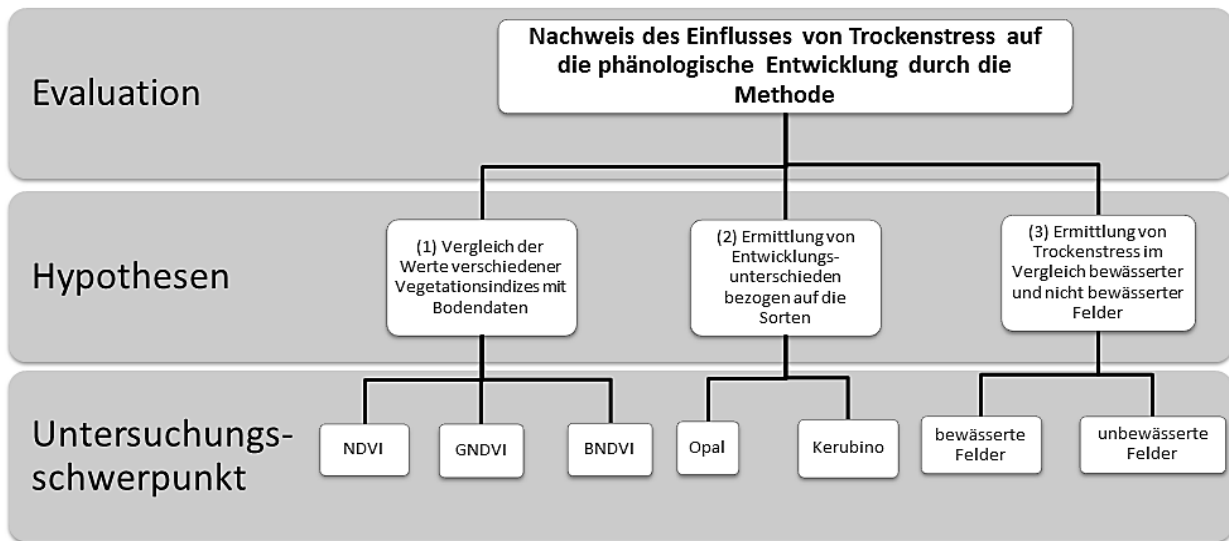 Evaluation
Nachweis des Einflusses von Trockenstress auf
die phänologische Entwicklung durch die
Methode
Hypothesen
(1) Vergleich der
Werte verschiedener
Vegetationsindizes mit
Bodendaten
(2) Ermittlung von
Entwicklungs-
unterschieden
bezogen auf die
Sorten
(3) Ermittlung von
Trockenstress im
Vergleich bewässerter
und nicht bewässerter
Felder
Untersuchungs-
schwerpunkt
NDVI
GNDVI
BNDVI
Opal
Kerubino
bewässerte
Felder
unbewässerte
Felder